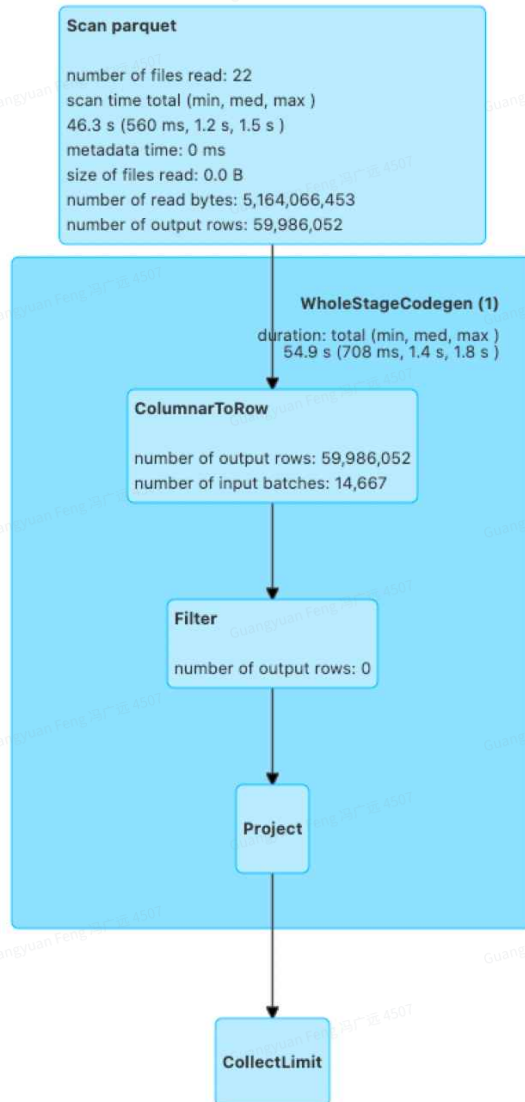 Scan parquet
number of files read: 22
scan time total (min, med, max )
46.3 s (560 ms, 1.2 s, 1.5 s )
metadata time: 0 ms
size of files read: 0.0 B
number of read bytes: 5,164,066,453
number of output rows: 59,986,052
WholeStageCodegen (1)
duration: total (min, med, max )
54.9 s (708 ms, 1.4 s, 1.8 s )
ColumnarToRow
number of output rows: 59,986,052
number of input batches: 14,667
Filter
number of output rows: 0
Project
CollectLimit